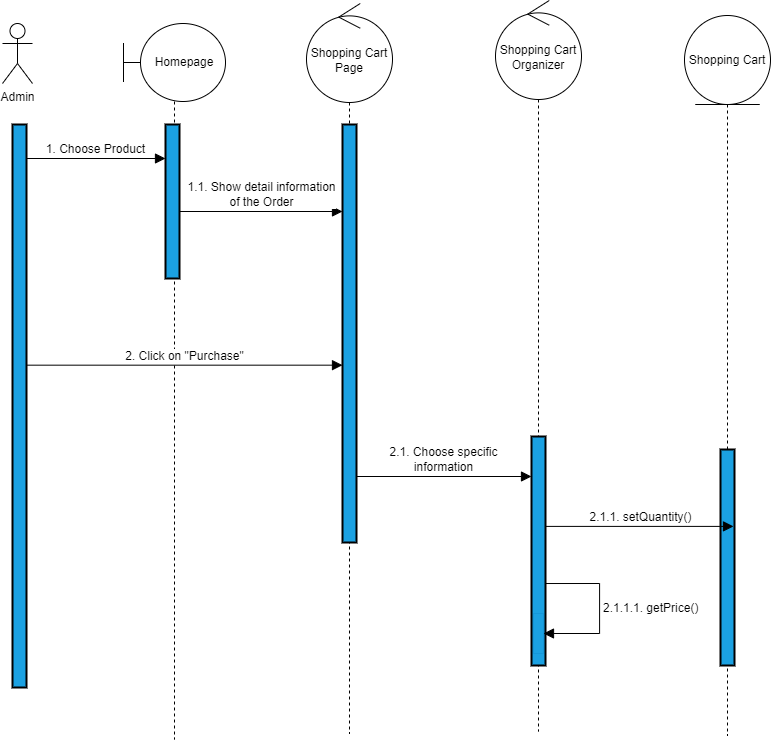 Admin
Homepage
Shopping Cart
Page
Shopping Cart
Organizer
Shopping Cart
1. Choose Product
1.1. Show detail information
of the Order
2. Click on "Purchase"
2.1. Choose specific
information
2.1.1. setQuantity()
2.1.1.1. getPrice()